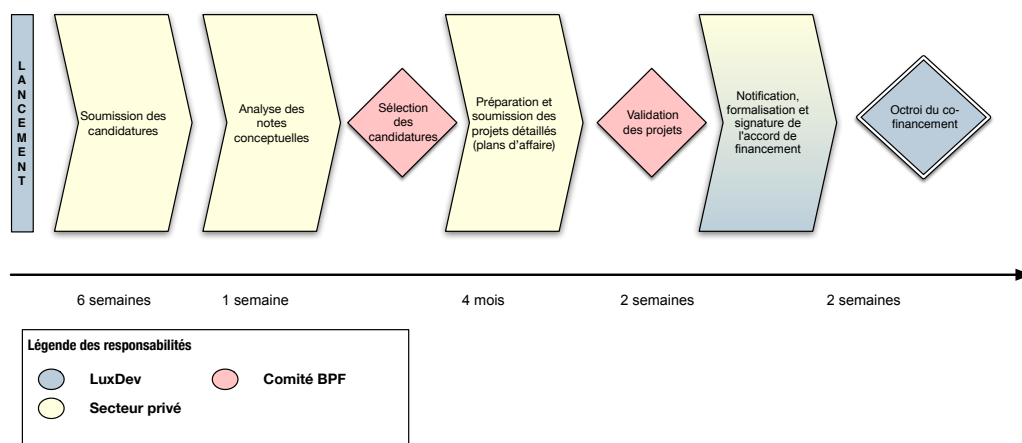 LANCEMENT
Soumission des
candidatures
Analyse des
notes
conceptuelles
Sélection
des
candidatures
Préparation et
soumission des
projets détaillés
(plans d'affaire)
Validation
des projets
Notification,
formalisation et
signature de
l'accord de
financement
Octroi du co-
financement
6 semaines
1 semaine
4 mois
2 semaines
2 semaines
Légende des responsabilités
LuxDev
Comité BPF
Secteur privé